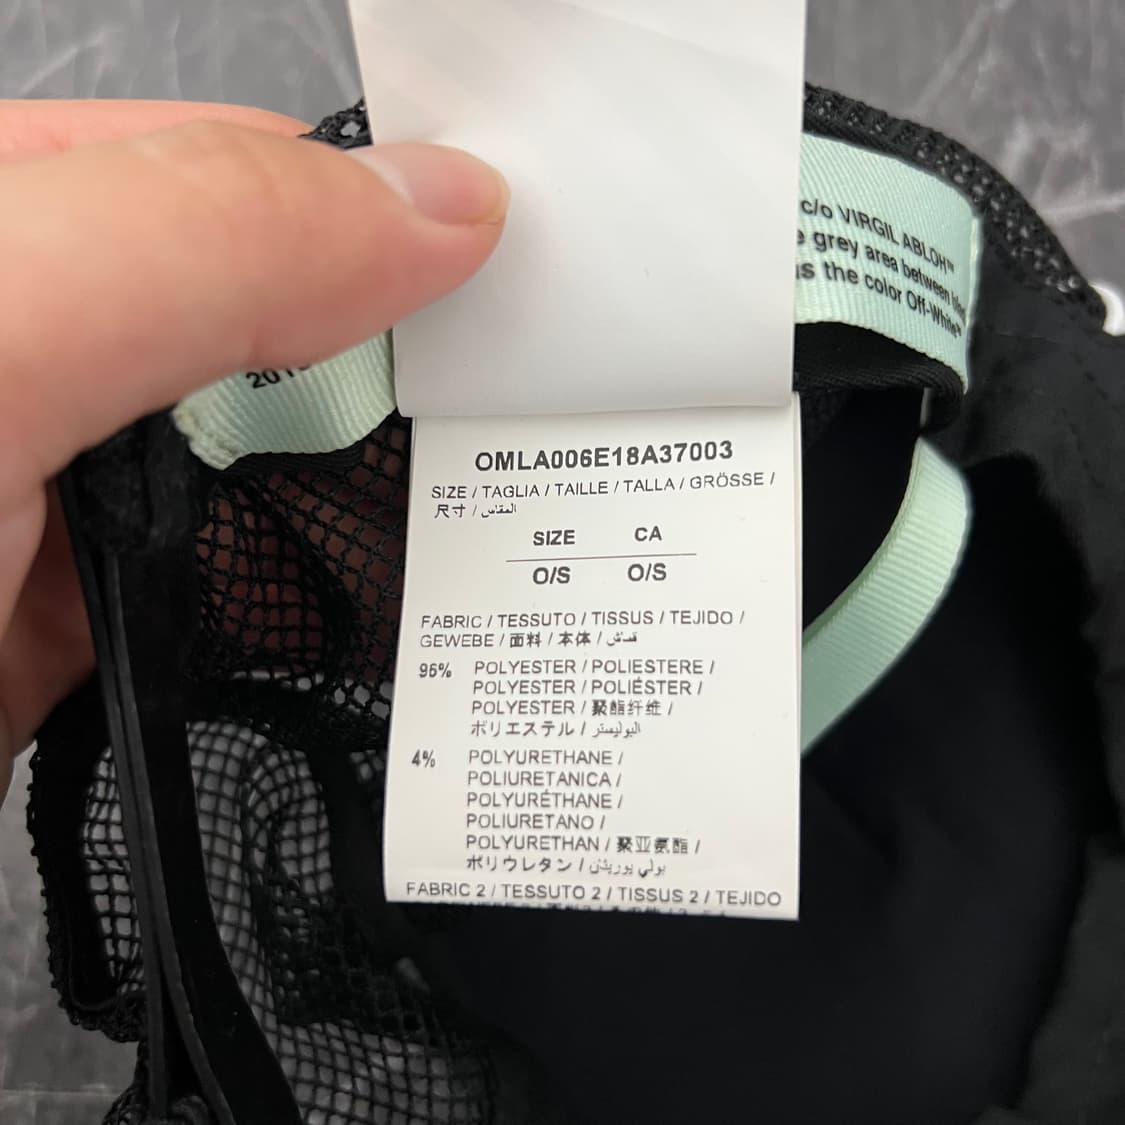 c/o VIRGIL ABLOH™
grey area between
the color Off-White™
OMLA006E18A37003
SIZE / TAGLIA / TAILLE / TALLA / GRÖSSE /
尺寸 / المقاس
SIZE CA
O/S O/S
FABRIC / TESSUTO / TISSUS / TEJIDO /
GEWEBE / 面料 / 本体 / قماش
96% POLYESTER / POLIESTERE /
POLYESTER / POLIÉSTER /
POLYESTER / 聚酯纤维 /
ポリエステル / البوليستر
4% POLYURETHANE /
POLIURETANICA /
POLYURÉTHANE /
POLIURETANO /
POLYURETHAN / 聚亚氨酯 /
ポリウレタン / بولي يوريثان
FABRIC 2 / TESSUTO 2 / TISSUS 2 / TEJIDO